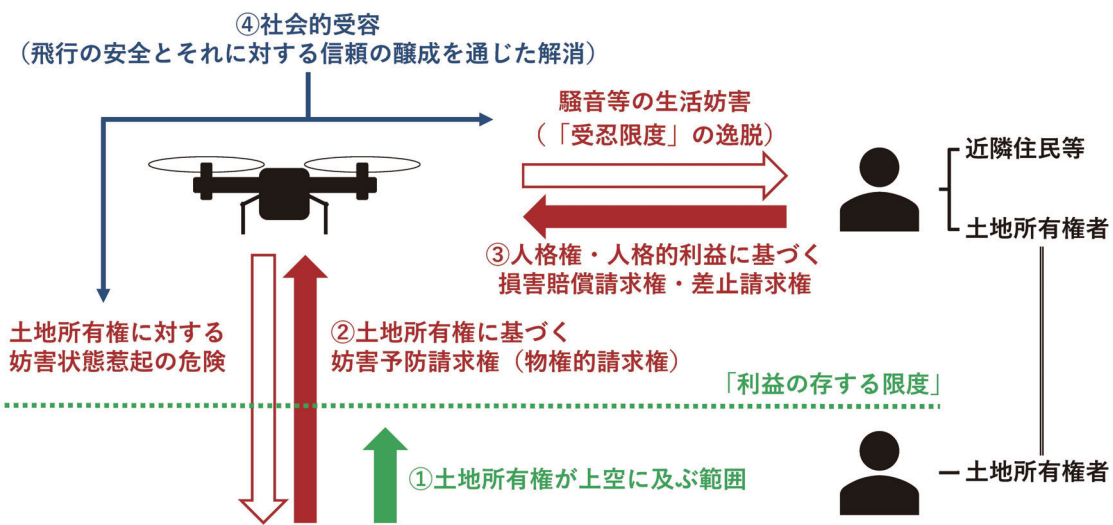 ④社会的受容
（飛行の安全とそれに対する信頼の醸成を通じた解消）
騒音等の生活妨害
（「受忍限度」の逸脱）
近隣住民等
土地所有権者
③人格権・人格的利益に基づく
損害賠償請求権・差止請求権
土地所有権に対する
妨害状態惹起の危険
②土地所有権に基づく
妨害予防請求権（物権的請求権）
「利益の存する限度」
①土地所有権が上空に及ぶ範囲
土地所有権者